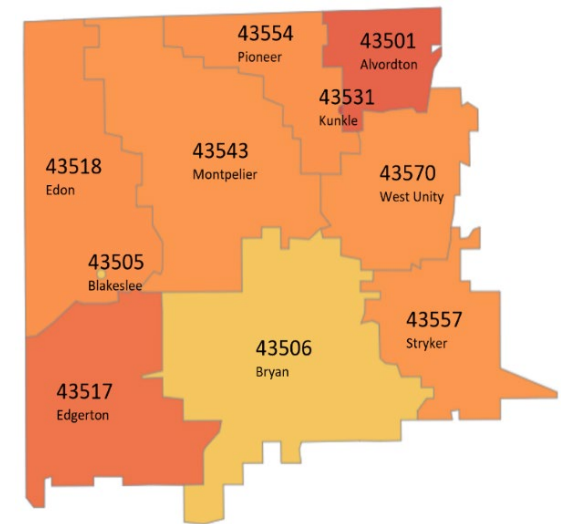 43554
Pioneer
43501
Alvordton
43531
Kunkle
43518
Edon
43543
Montpelier
43570
West Unity
43505
Blakeslee
43557
Stryker
43506
Bryan
43517
Edgerton